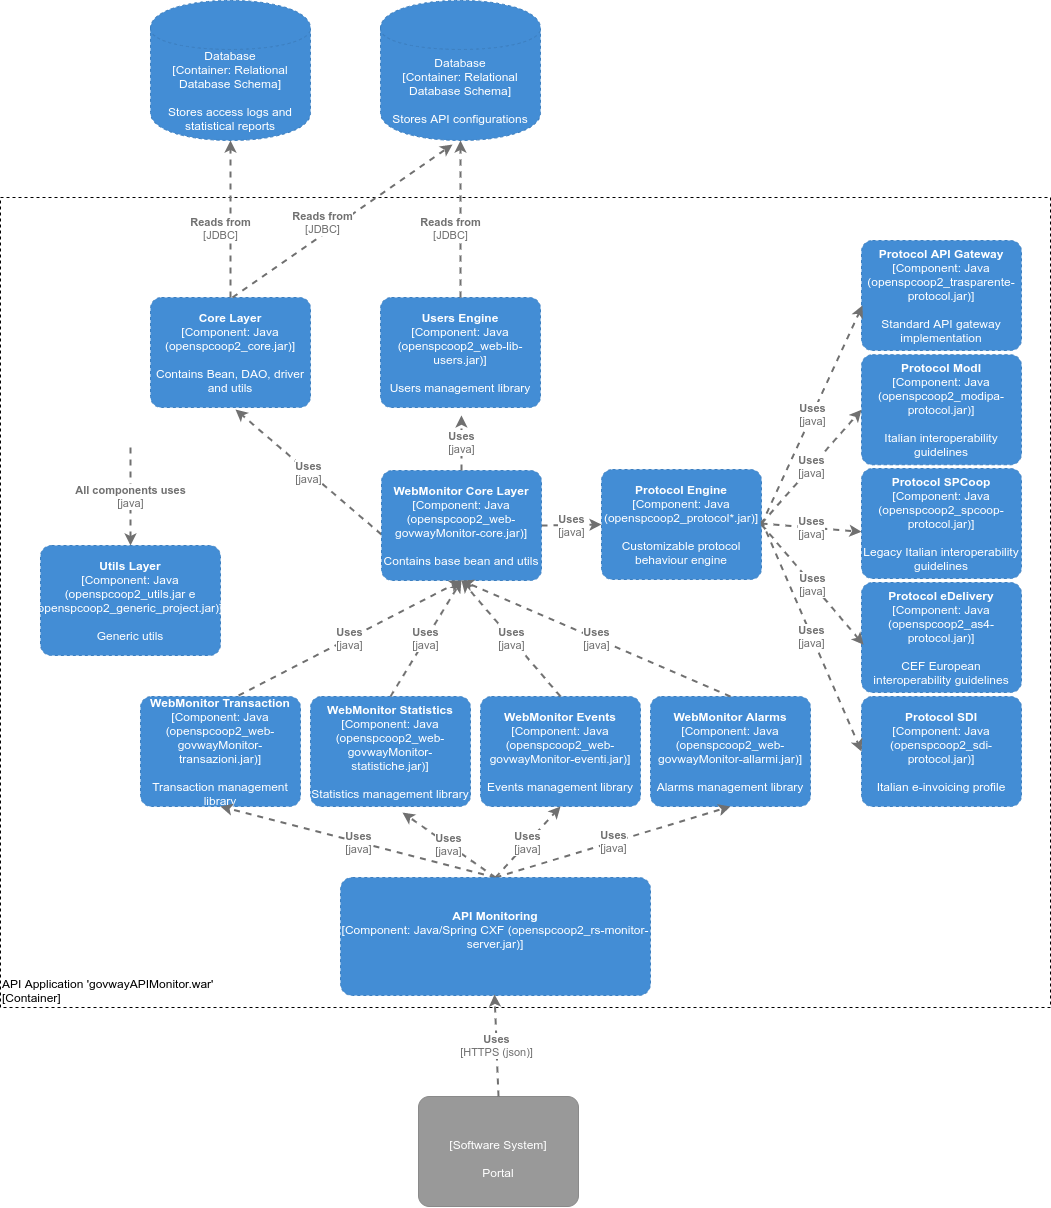 Database
[Container: Relational
Database Schema]
Stores access logs and
statistical reports
Database
[Container: Relational
Database Schema]
Stores API configurations
Reads from
[JDBC]
Reads from
[JDBC]
Reads from
[JDBC]
Core Layer
[Component: Java
(openspcoop2_core.jar)]
Contains Bean, DAO, driver
and utils
Users Engine
[Component: Java
(openspcoop2_web-lib-
users.jar)]
Users management library
Protocol API Gateway
[Component: Java
(openspcoop2_trasparente-
protocol.jar)]
Standard API gateway
implementation
Protocol ModI
[Component: Java
(openspcoop2_modipa-
protocol.jar)]
Italian interoperability
guidelines
Protocol SPCoop
[Component: Java
(openspcoop2_spcoop-
protocol.jar)]
Legacy Italian interoperability
guidelines
Protocol eDelivery
[Component: Java
(openspcoop2_as4-
protocol.jar)]
CEF European
interoperability guidelines
Protocol SDI
[Component: Java
(openspcoop2_sdi-
protocol.jar)]
Italian e-invoicing profile
Uses
[java]
Uses
[java]
Uses
[java]
Uses
[java]
Uses
[java]
Uses
[java]
Uses
[java]
Uses
[java]
All components uses
[java]
WebMonitor Core Layer
[Component: Java
(openspcoop2_web-
govwayMonitor-core.jar)]
Contains base bean and utils
Protocol Engine
[Component: Java
(openspcoop2_protocol*.jar)]
Customizable protocol
behaviour engine
Utils Layer
[Component: Java
(openspcoop2_utils.jar e
openspcoop2_generic_project.jar)]
Generic utils
Uses
[java]
Uses
[java]
Uses
[java]
Uses
[java]
WebMonitor Transaction
[Component: Java
(openspcoop2_web-
govwayMonitor-
transazioni.jar)]
Transaction management
library
WebMonitor Statistics
[Component: Java
(openspcoop2_web-
govwayMonitor-
statistiche.jar)]
Statistics management library
WebMonitor Events
[Component: Java
(openspcoop2_web-
govwayMonitor-eventi.jar)]
Events management library
WebMonitor Alarms
[Component: Java
(openspcoop2_web-
govwayMonitor-allarmi.jar)]
Alarms management library
Uses
[java]
Uses
[java]
Uses
[java]
Uses
[java]
API Monitoring
[Component: Java/Spring CXF (openspcoop2_rs-monitor-
server.jar)]
API Application 'govwayAPIMonitor.war'
[Container]
Uses
[HTTPS (json)]
[Software System]
Portal